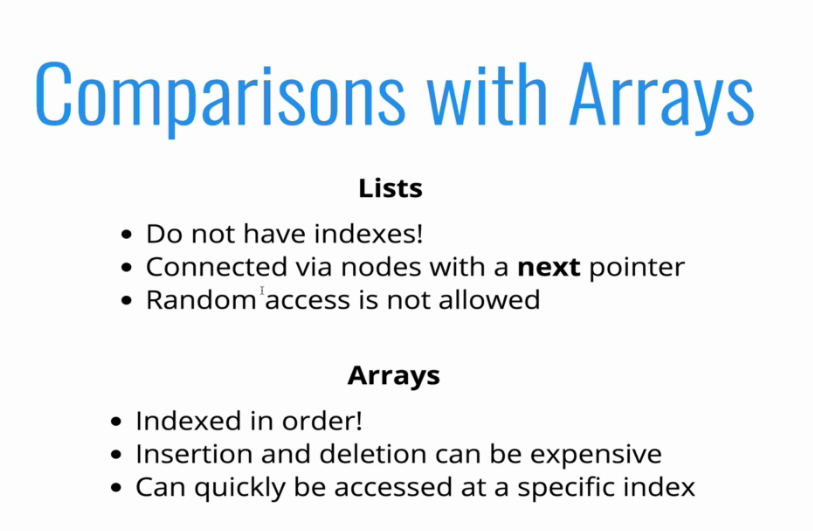 Comparisons with Arrays
Lists
• Do not have indexes!
• Connected via nodes with a next pointer
• Random access is not allowed
Arrays
• Indexed in order!
• Insertion and deletion can be expensive
• Can quickly be accessed at a specific index